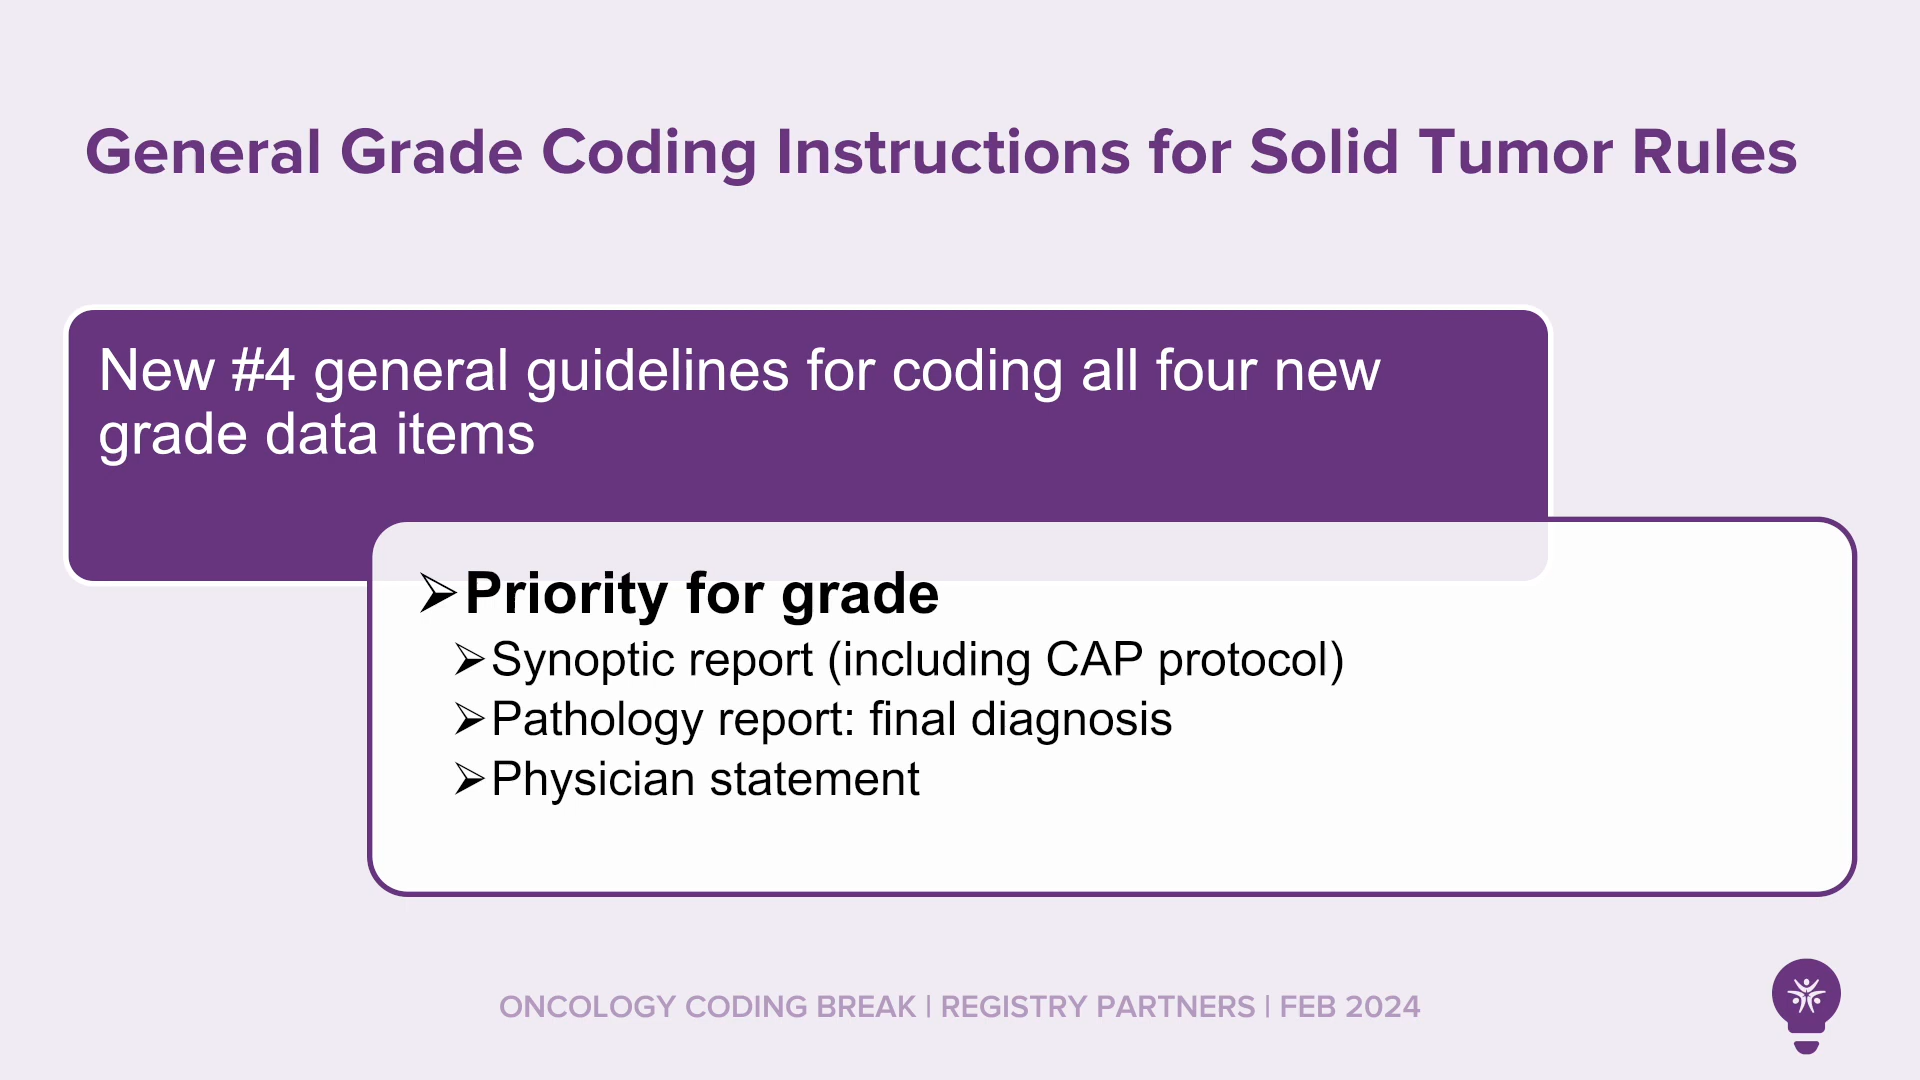 General Grade Coding Instructions for Solid Tumor Rules
New #4 general guidelines for coding all four new
grade data items
➢Priority for grade
➢Synoptic report (including CAP protocol)
➢Pathology report: final diagnosis
➢Physician statement
ONCOLOGY CODING BREAK | REGISTRY PARTNERS | FEB 2024